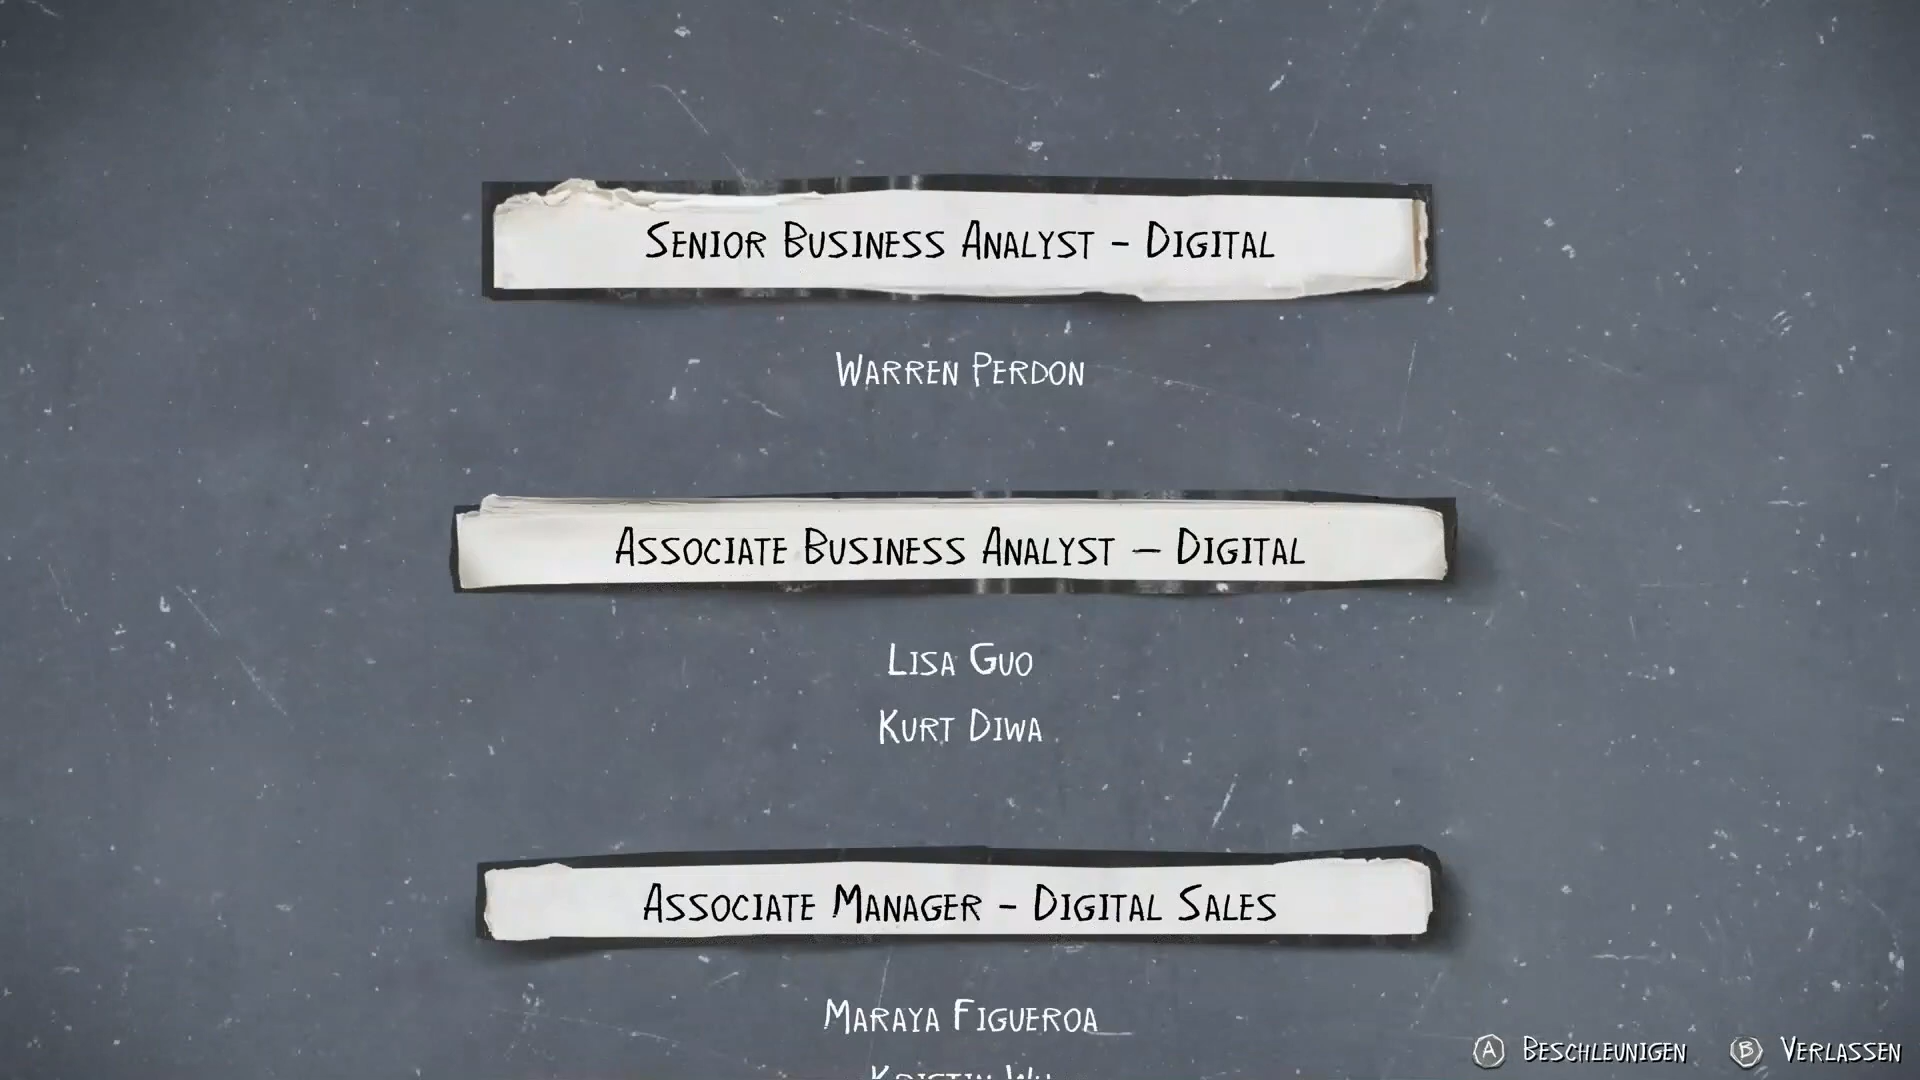 Senior Business Analyst - Digital
Warren Perdon
Associate Business Analyst – Digital
Lisa Guo
Kurt Diwa
Associate Manager - Digital Sales
Maraya Figueroa
A Beschleunigen B Verlassen